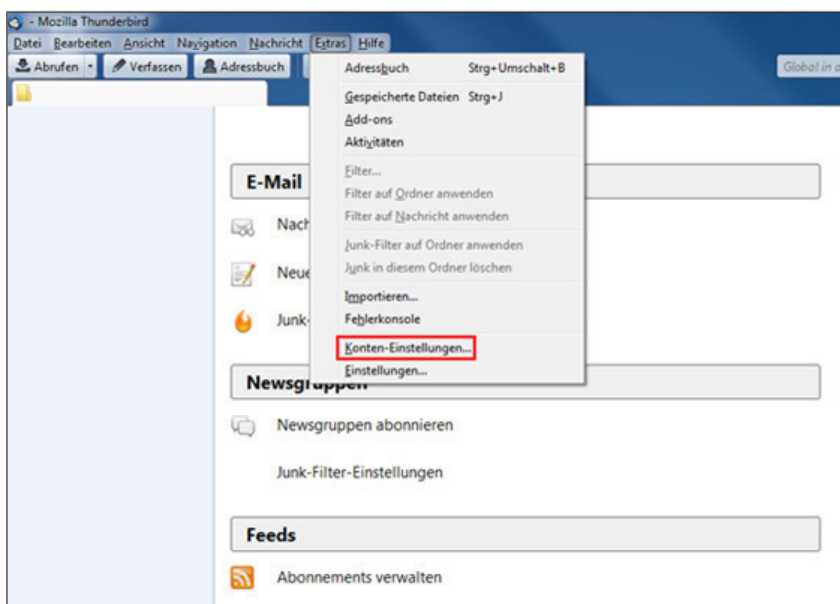 - Mozilla Thunderbird
Datei Bearbeiten Ansicht Navigation Nachricht Extras Hilfe
Abrufen Verfassen Adressbuch
Global in
Adressbuch Strg+Umschalt+B
Gespeicherte Dateien Strg+J
Add-ons
Aktivitäten
Filter...
Filter auf Ordner anwenden
Filter auf Nachricht anwenden
Junk-Filter auf Ordner anwenden
Junk in diesem Ordner löschen
Importieren...
Fehlerkonsole
Konten-Einstellungen...
Einstellungen...
E-Mail
Nach
Neue
Junk-
Newsgruppen
Newsgruppen abonnieren
Junk-Filter-Einstellungen
Feeds
Abonnements verwalten